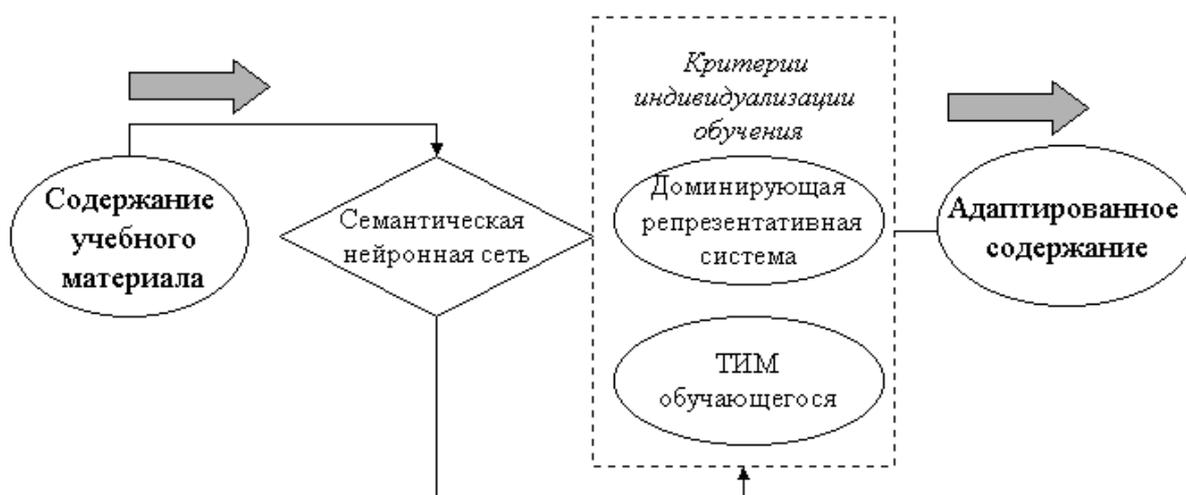 Содержание
учебного
материала
Семантическая
нейронная сеть
Критерии
индивидуализации
обучения
Доминирующая
репрезентативная
система
ТИМ
обучающегося
Адаптированное
содержание